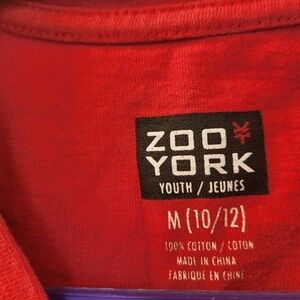 ZOO
YORK
YOUTH / JEUNES
M (10/12)
100% COTTON / COTON
MADE IN CHINA
FABRIQUE EN CHINE